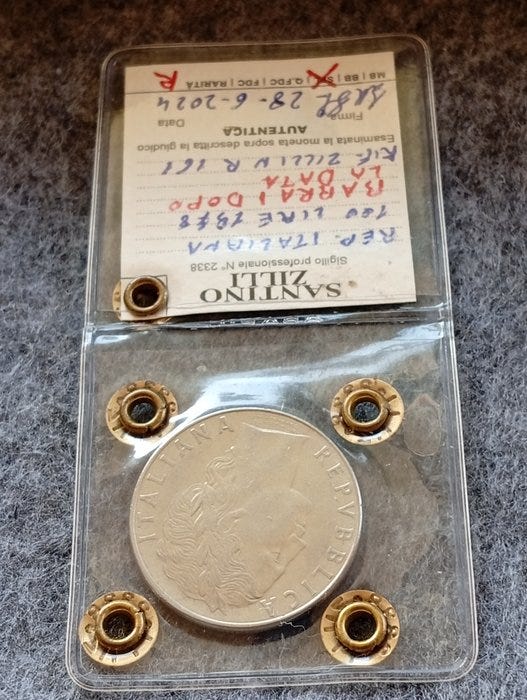 SANTINO
ZILLI
Sigillo professionale N° 2338
REP. ITALIANA
100 LIRE 1978
BARRA I DOPO
LA DATA
RIF. ZILLI N R 161
Esaminata la moneta sopra descritta la giudico
AUTENTICA
Firma Data
28-6-2024
MB | BB | SPL | Q.FDC | FDC | RARITÀ R
REPVBBLICA
ITALIANA